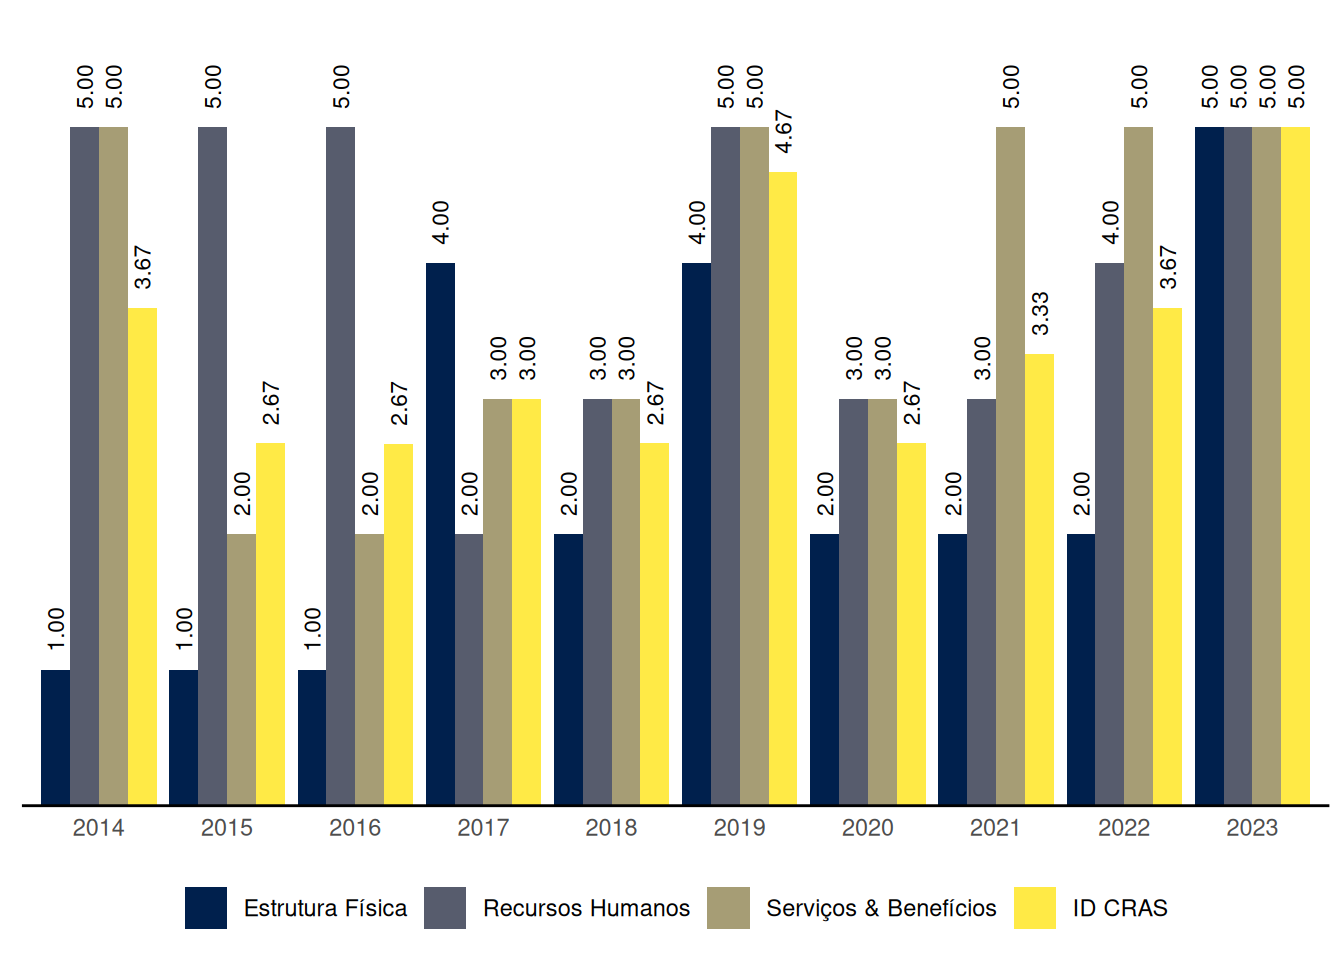 5.00 5.00 5.00 5.00 5.00 5.00 5.00 5.00 5.00 5.00 5.00 5.00
4.67
4.00 4.00 4.00
3.67 3.67
3.33
3.00 3.00 3.00 3.00 3.00 3.00 3.00
2.67 2.67 2.67 2.67
2.00 2.00 2.00 2.00 2.00 2.00 2.00
1.00 1.00 1.00
2014 2015 2016 2017 2018 2019 2020 2021 2022 2023
Estrutura Física Recursos Humanos Serviços & Benefícios ID CRAS